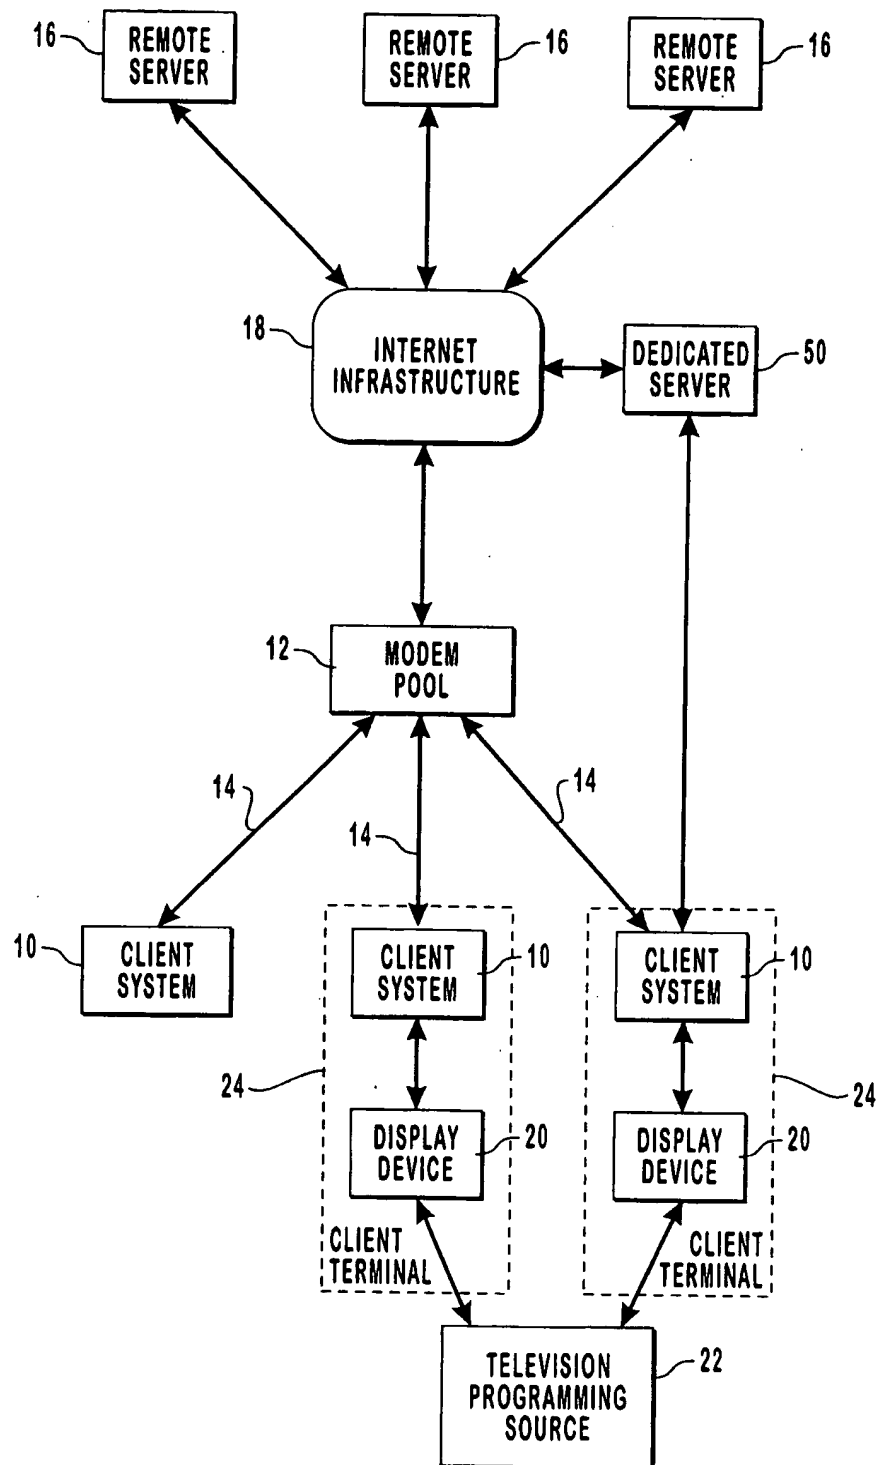 16
REMOTE
SERVER
REMOTE
SERVER
16
REMOTE
SERVER
16
18
INTERNET
INFRASTRUCTURE
DEDICATED
SERVER
50
12
MODEM
POOL
14
14
14
10
CLIENT
SYSTEM
CLIENT
SYSTEM
10
CLIENT
SYSTEM
10
24
24
DISPLAY
DEVICE
20
DISPLAY
DEVICE
20
CLIENT
TERMINAL
CLIENT
TERMINAL
TELEVISION
PROGRAMMING
SOURCE
22